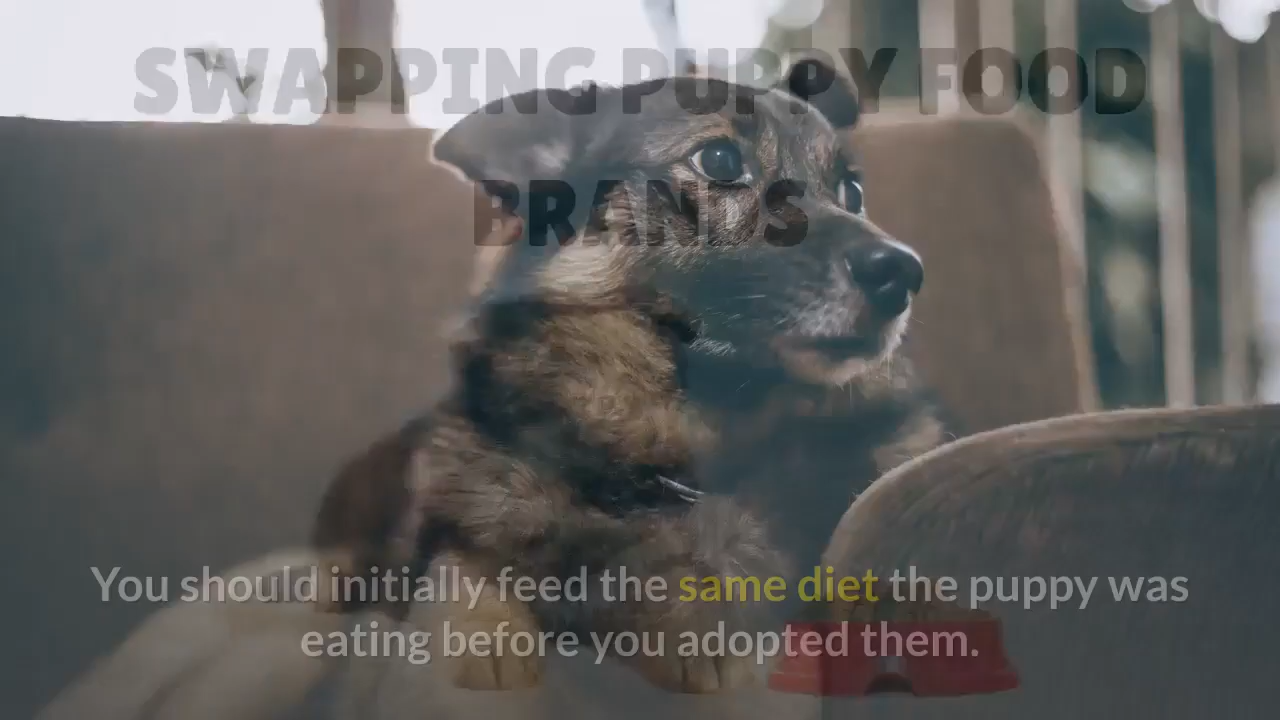 SWAPPING PUPPY FOOD
BRANDS
You should initially feed the same diet the puppy was
eating before you adopted them.